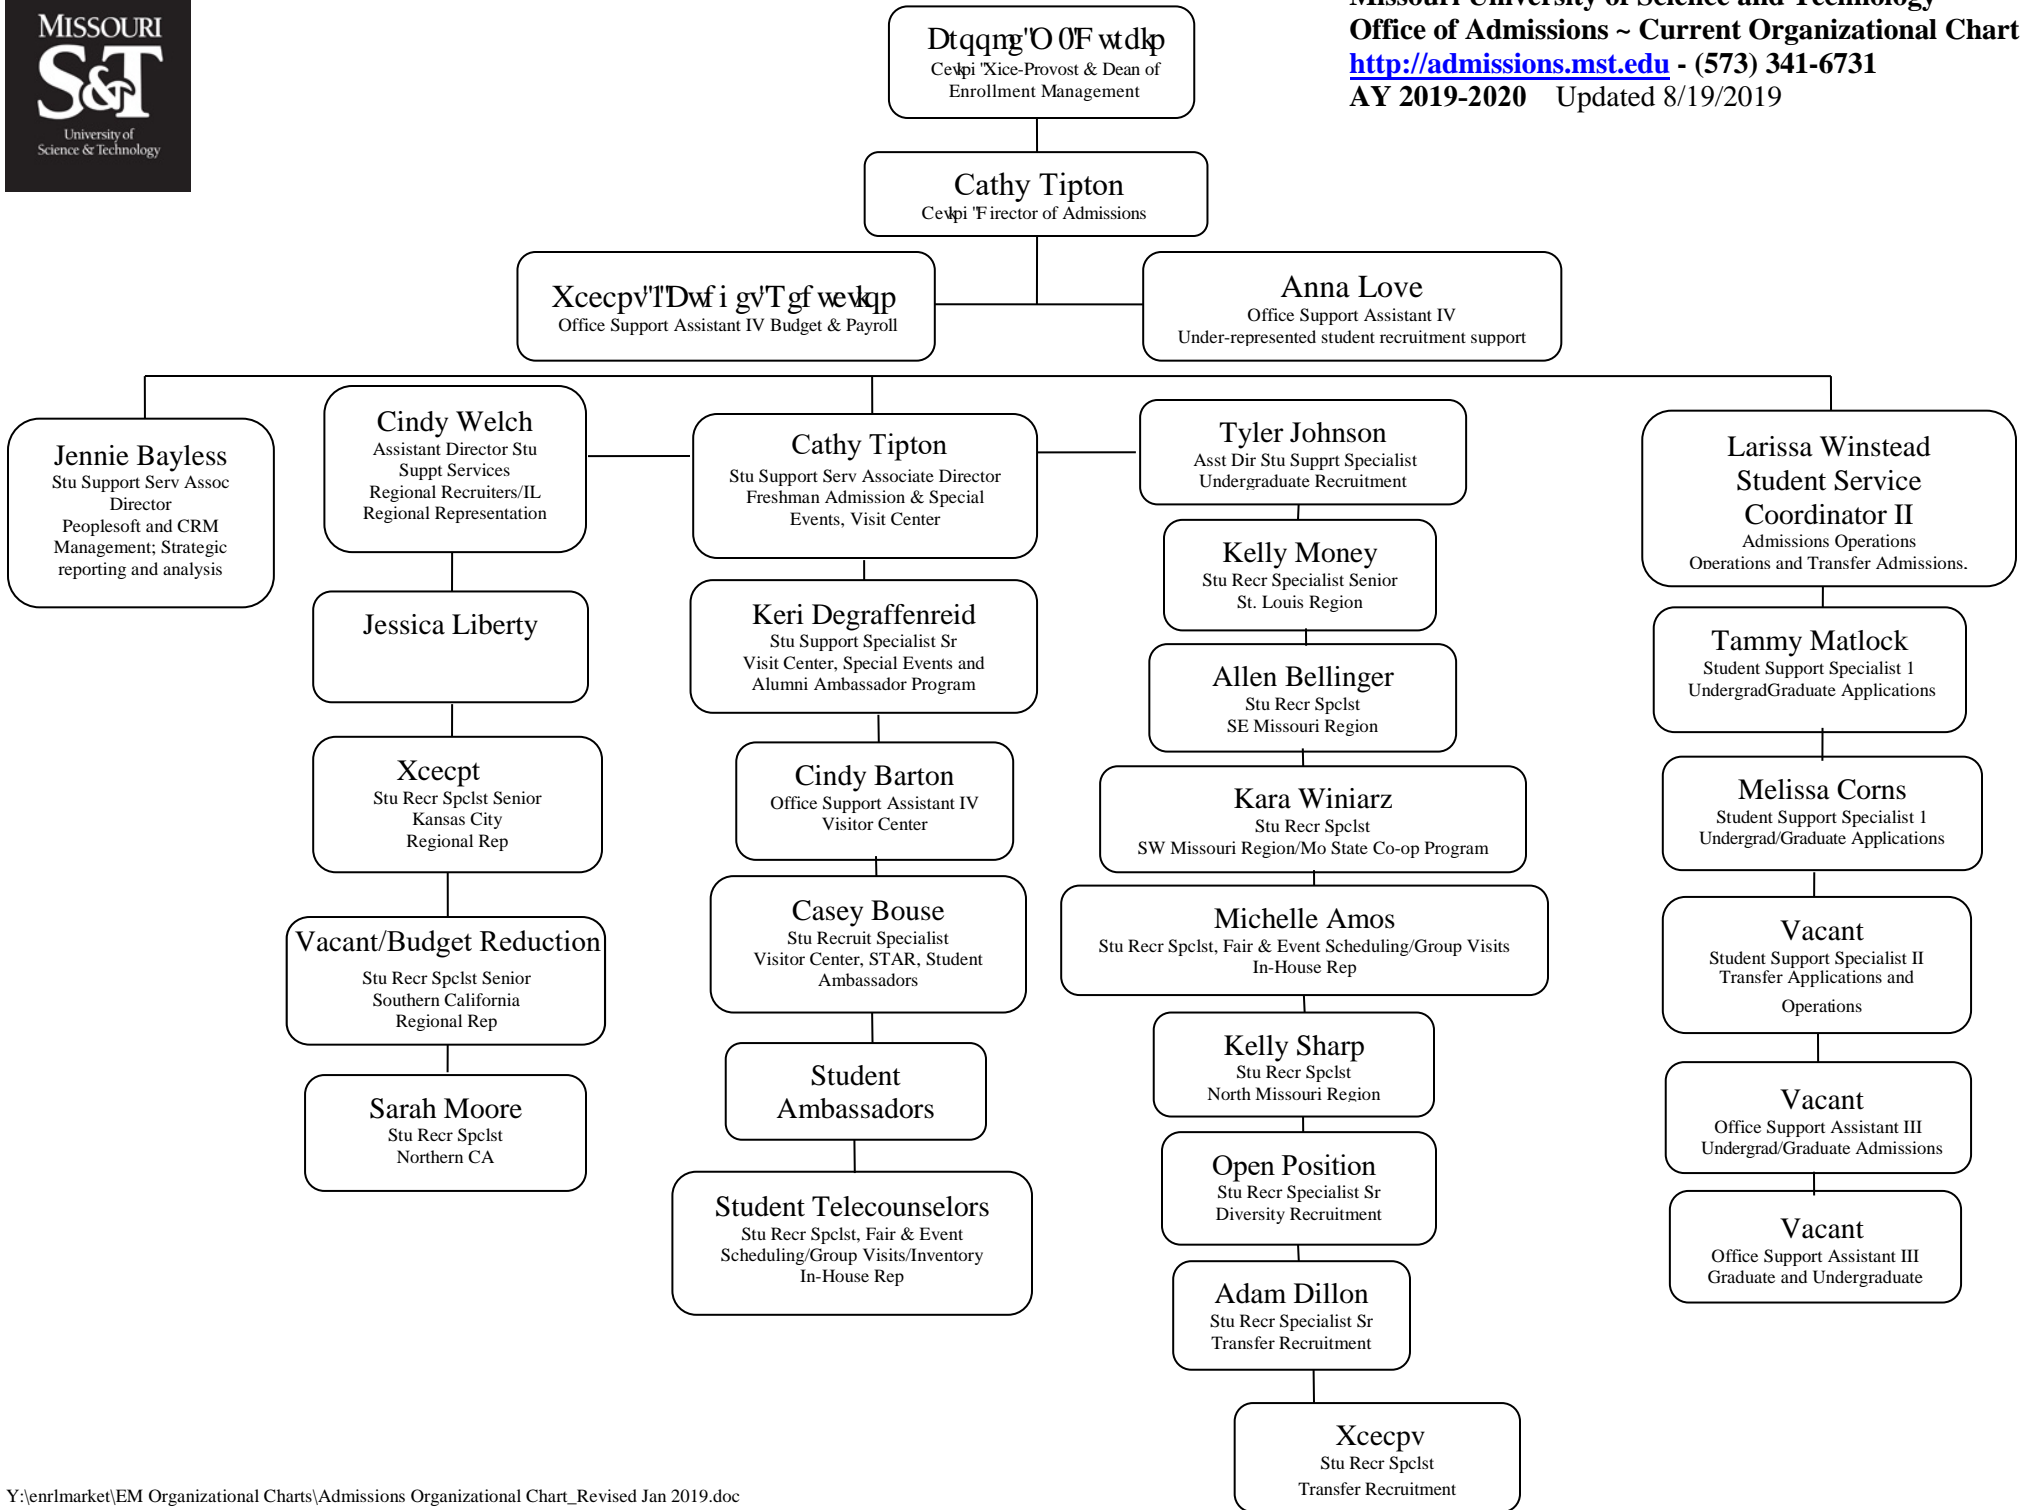 MISSOURI
S&T
University of
Science & Technology
Missouri University of Science and Technology
Office of Admissions ~ Current Organizational Chart
http://admissions.mst.edu - (573) 341-6731
AY 2019-2020 Updated 8/19/2019
Dtqqmg"O0'Fwtdkp
Cevkpi "Xice-Provost & Dean of
Enrollment Management
Cathy Tipton
Cevkpi "Firector of Admissions
Xcecpv'1"Dwfigv'Tgfwevkqp
Office Support Assistant IV Budget & Payroll
Anna Love
Office Support Assistant IV
Under-represented student recruitment support
Jennie Bayless
Stu Support Serv Assoc
Director
Peoplesoft and CRM
Management; Strategic
reporting and analysis
Cindy Welch
Assistant Director Stu
Suppt Services
Regional Recruiters/IL
Regional Representation
Jessica Liberty
Xcecpt
Stu Recr Spclst Senior
Kansas City
Regional Rep
Vacant/Budget Reduction
Stu Recr Spclst Senior
Southern California
Regional Rep
Sarah Moore
Stu Recr Spclst
Northern CA
Cathy Tipton
Stu Support Serv Associate Director
Freshman Admission & Special
Events, Visit Center
Keri Degraffenreid
Stu Support Specialist Sr
Visit Center, Special Events and
Alumni Ambassador Program
Cindy Barton
Office Support Assistant IV
Visitor Center
Casey Bouse
Stu Recruit Specialist
Visitor Center, STAR, Student
Ambassadors
Student
Ambassadors
Student Telecounselors
Stu Recr Spclst, Fair & Event
Scheduling/Group Visits/Inventory
In-House Rep
Tyler Johnson
Asst Dir Stu Supprt Specialist
Undergraduate Recruitment
Kelly Money
Stu Recr Specialist Senior
St. Louis Region
Allen Bellinger
Stu Recr Spclst
SE Missouri Region
Kara Winiarz
Stu Recr Spclst
SW Missouri Region/Mo State Co-op Program
Michelle Amos
Stu Recr Spclst, Fair & Event Scheduling/Group Visits
In-House Rep
Kelly Sharp
Stu Recr Spclst
North Missouri Region
Open Position
Stu Recr Specialist Sr
Diversity Recruitment
Adam Dillon
Stu Recr Specialist Sr
Transfer Recruitment
Xcecpv
Stu Recr Spclst
Transfer Recruitment
Larissa Winstead
Student Service
Coordinator II
Admissions Operations
Operations and Transfer Admissions.
Tammy Matlock
Student Support Specialist 1
UndergradGraduate Applications
Melissa Corns
Student Support Specialist 1
Undergrad/Graduate Applications
Vacant
Student Support Specialist II
Transfer Applications and
Operations
Vacant
Office Support Assistant III
Undergrad/Graduate Admissions
Vacant
Office Support Assistant III
Graduate and Undergraduate
Y:\enrlmarket\EM Organizational Charts\Admissions Organizational Chart_Revised Jan 2019.doc